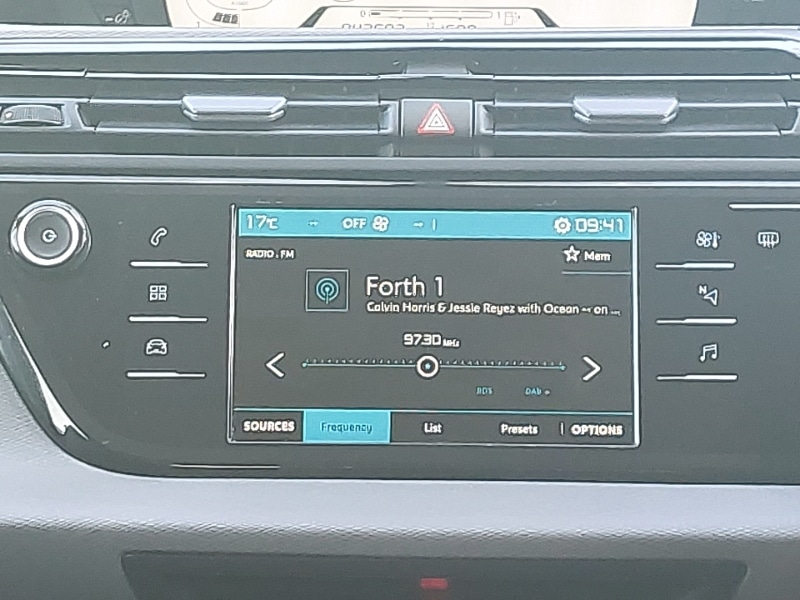 17°C OFF 09:41
RADIO . FM
Mem
Forth 1
Calvin Harris & Jessie Reyez with Ocean on ...
97.30 MHz
RDS DAB
SOURCES Frequency List Presets OPTIONS
N